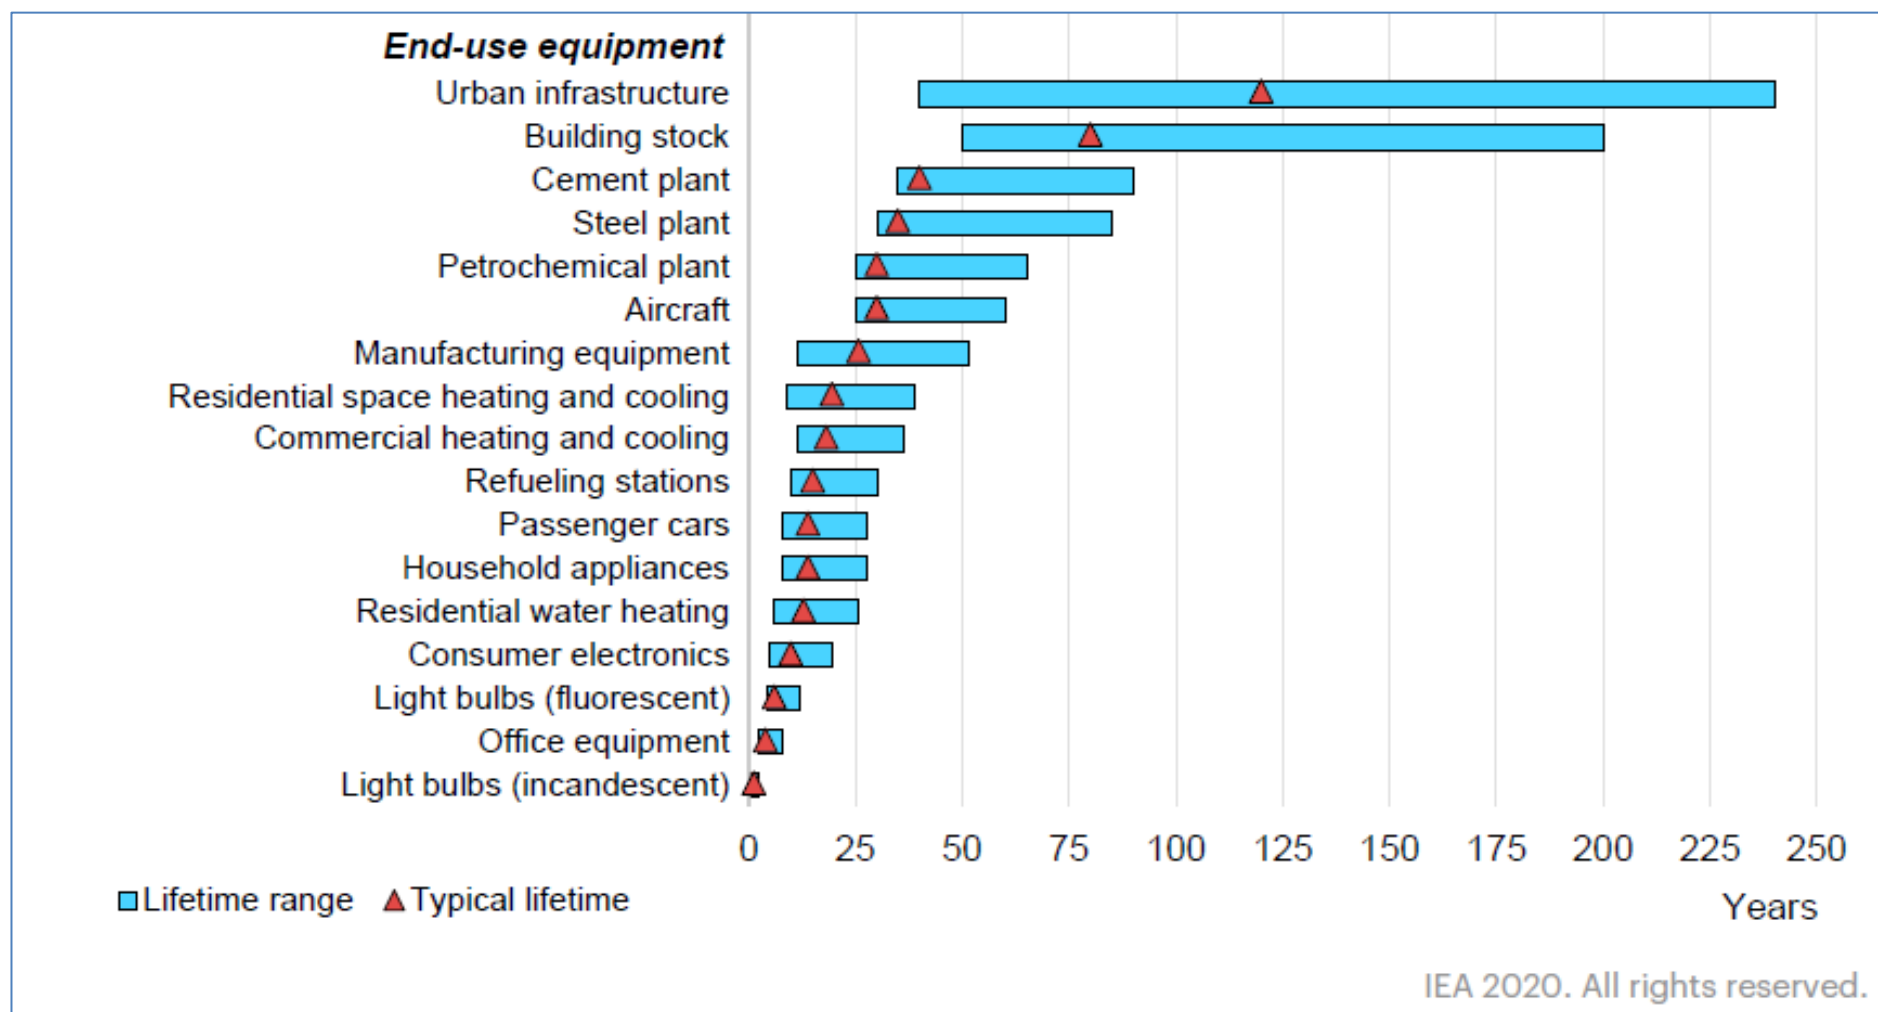 End-use equipment
Urban infrastructure
Building stock
Cement plant
Steel plant
Petrochemical plant
Aircraft
Manufacturing equipment
Residential space heating and cooling
Commercial heating and cooling
Refueling stations
Passenger cars
Household appliances
Residential water heating
Consumer electronics
Light bulbs (fluorescent)
Office equipment
Light bulbs (incandescent)
0 25 50 75 100 125 150 175 200 225 250
Lifetime range Typical lifetime
Years
IEA 2020. All rights reserved.